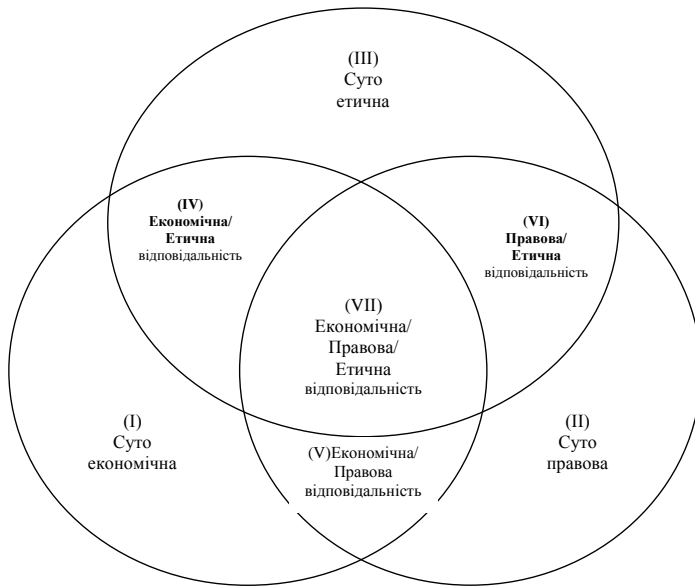 (III)
Суто
етична
(IV)
Економічна/
Етична
відповідальність
(VI)
Правова/
Етична
відповідальність
(VII)
Економічна/
Правова/
Етична
відповідальність
(I)
Суто
економічна
(II)
Суто
правова
(V)Економічна/
Правова
відповідальність